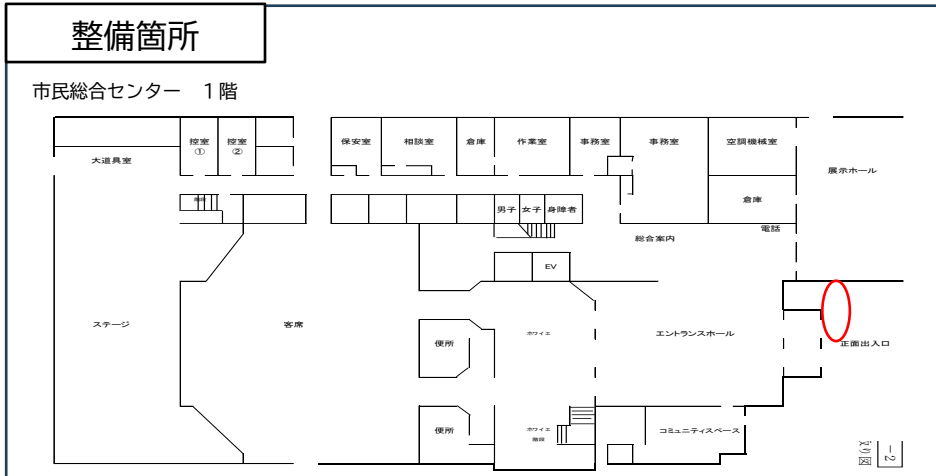 整備箇所
市民総合センター　１階
控室
①
控室
②
保安室
相談室
倉庫
作業室
事務室
事務室
空調機械室
大道具室
展示ホール
階段
男子
女子
身障者
倉庫
電話
総合案内
EV
ステージ
客席
便所
ホワイエ
エントランスホール
正面出入口
便所
ホワイエ
階段
コミュニティスペース
-2